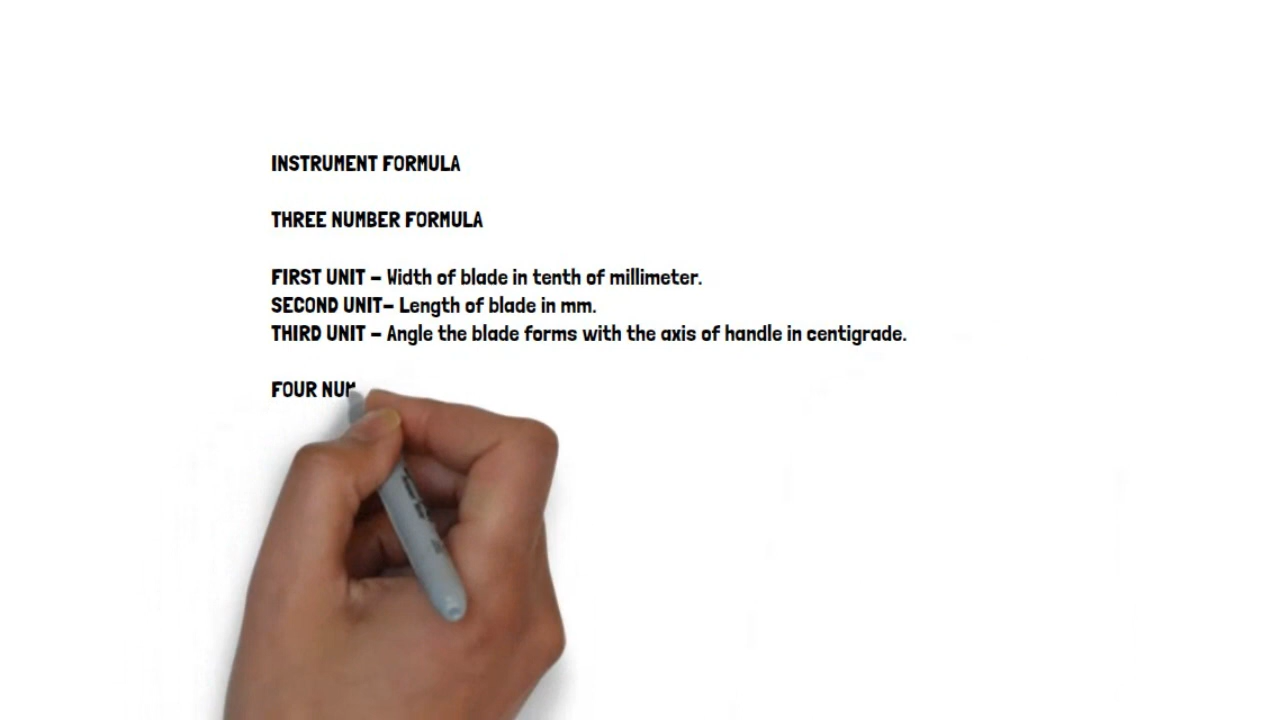 INSTRUMENT FORMULA
THREE NUMBER FORMULA
FIRST UNIT – Width of blade in tenth of millimeter.
SECOND UNIT– Length of blade in mm.
THIRD UNIT – Angle the blade forms with the axis of handle in centigrade.
FOUR NUM